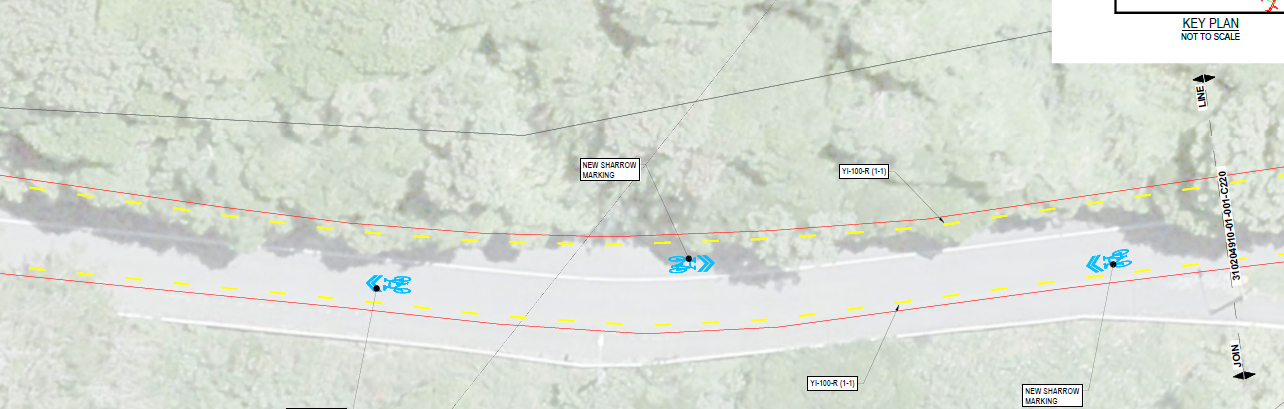 KEY PLAN
NOT TO SCALE
LINE
NEW SHARROW
MARKING
YI-100-R (1-1)
310204910-01-001-C220
YI-100-R (1-1)
JOIN
NEW SHARROW
MARKING